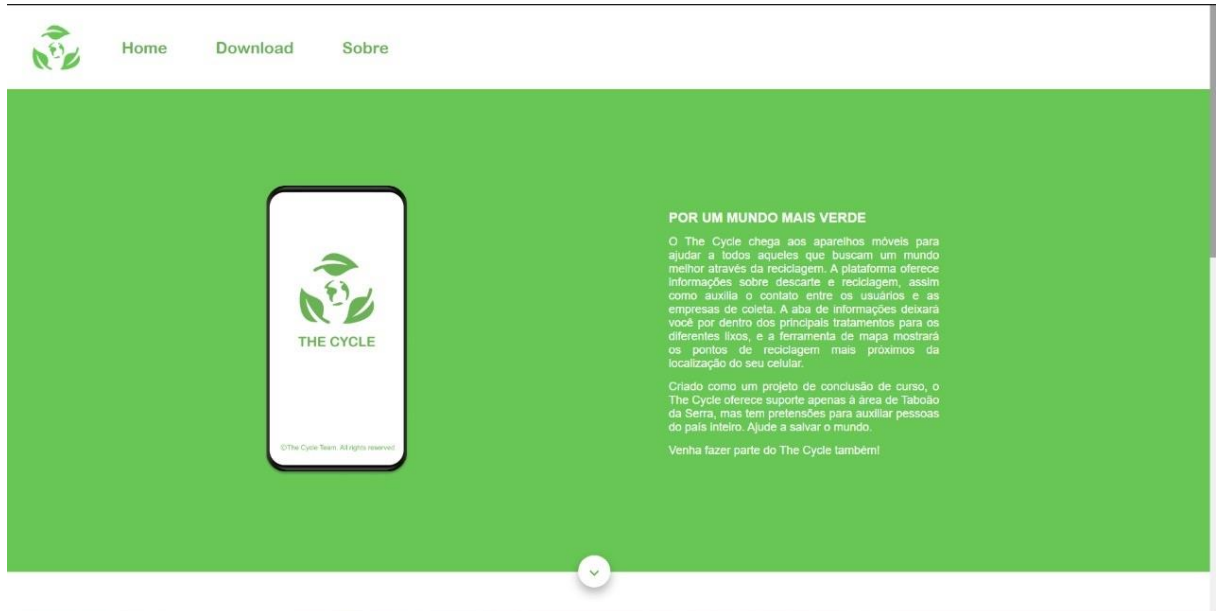 Home Download Sobre
THE CYCLE
©The Cycle Team. All rights reserved
POR UM MUNDO MAIS VERDE
O The Cycle chega aos aparelhos móveis para
ajudar a todos aqueles que buscam um mundo
melhor através da reciclagem. A plataforma oferece
informações sobre descarte e reciclagem, assim
como auxilia o contato entre os usuários e as
empresas de coleta. A aba de informações deixará
você por dentro dos principais tratamentos para os
diferentes lixos, e a ferramenta de mapa mostrará
os pontos de reciclagem mais próximos da
localização do seu celular.
Criado como um projeto de conclusão de curso, o
The Cycle oferece suporte apenas à área de Taboão
da Serra, mas tem pretensões para auxiliar pessoas
do país inteiro. Ajude a salvar o mundo.
Venha fazer parte do The Cycle também!